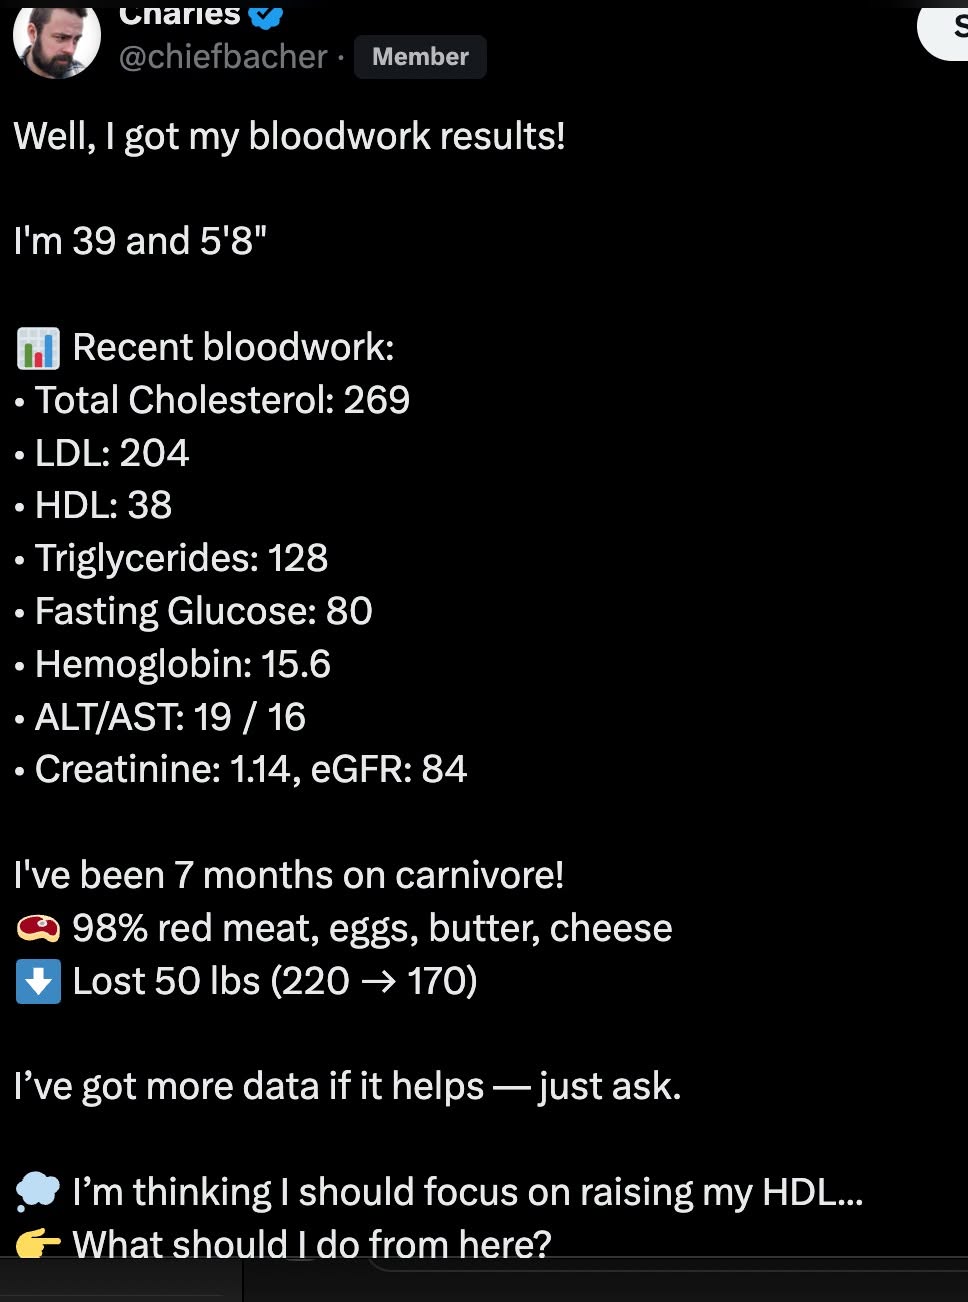 Charles
@chiefbacher · Member
Well, I got my bloodwork results!
I'm 39 and 5'8"
📊 Recent bloodwork:
• Total Cholesterol: 269
• LDL: 204
• HDL: 38
• Triglycerides: 128
• Fasting Glucose: 80
• Hemoglobin: 15.6
• ALT/AST: 19 / 16
• Creatinine: 1.14, eGFR: 84
I've been 7 months on carnivore!
🥩 98% red meat, eggs, butter, cheese
⬇️ Lost 50 lbs (220 → 170)
I’ve got more data if it helps — just ask.
💭 I’m thinking I should focus on raising my HDL...
👉 What should I do from here?